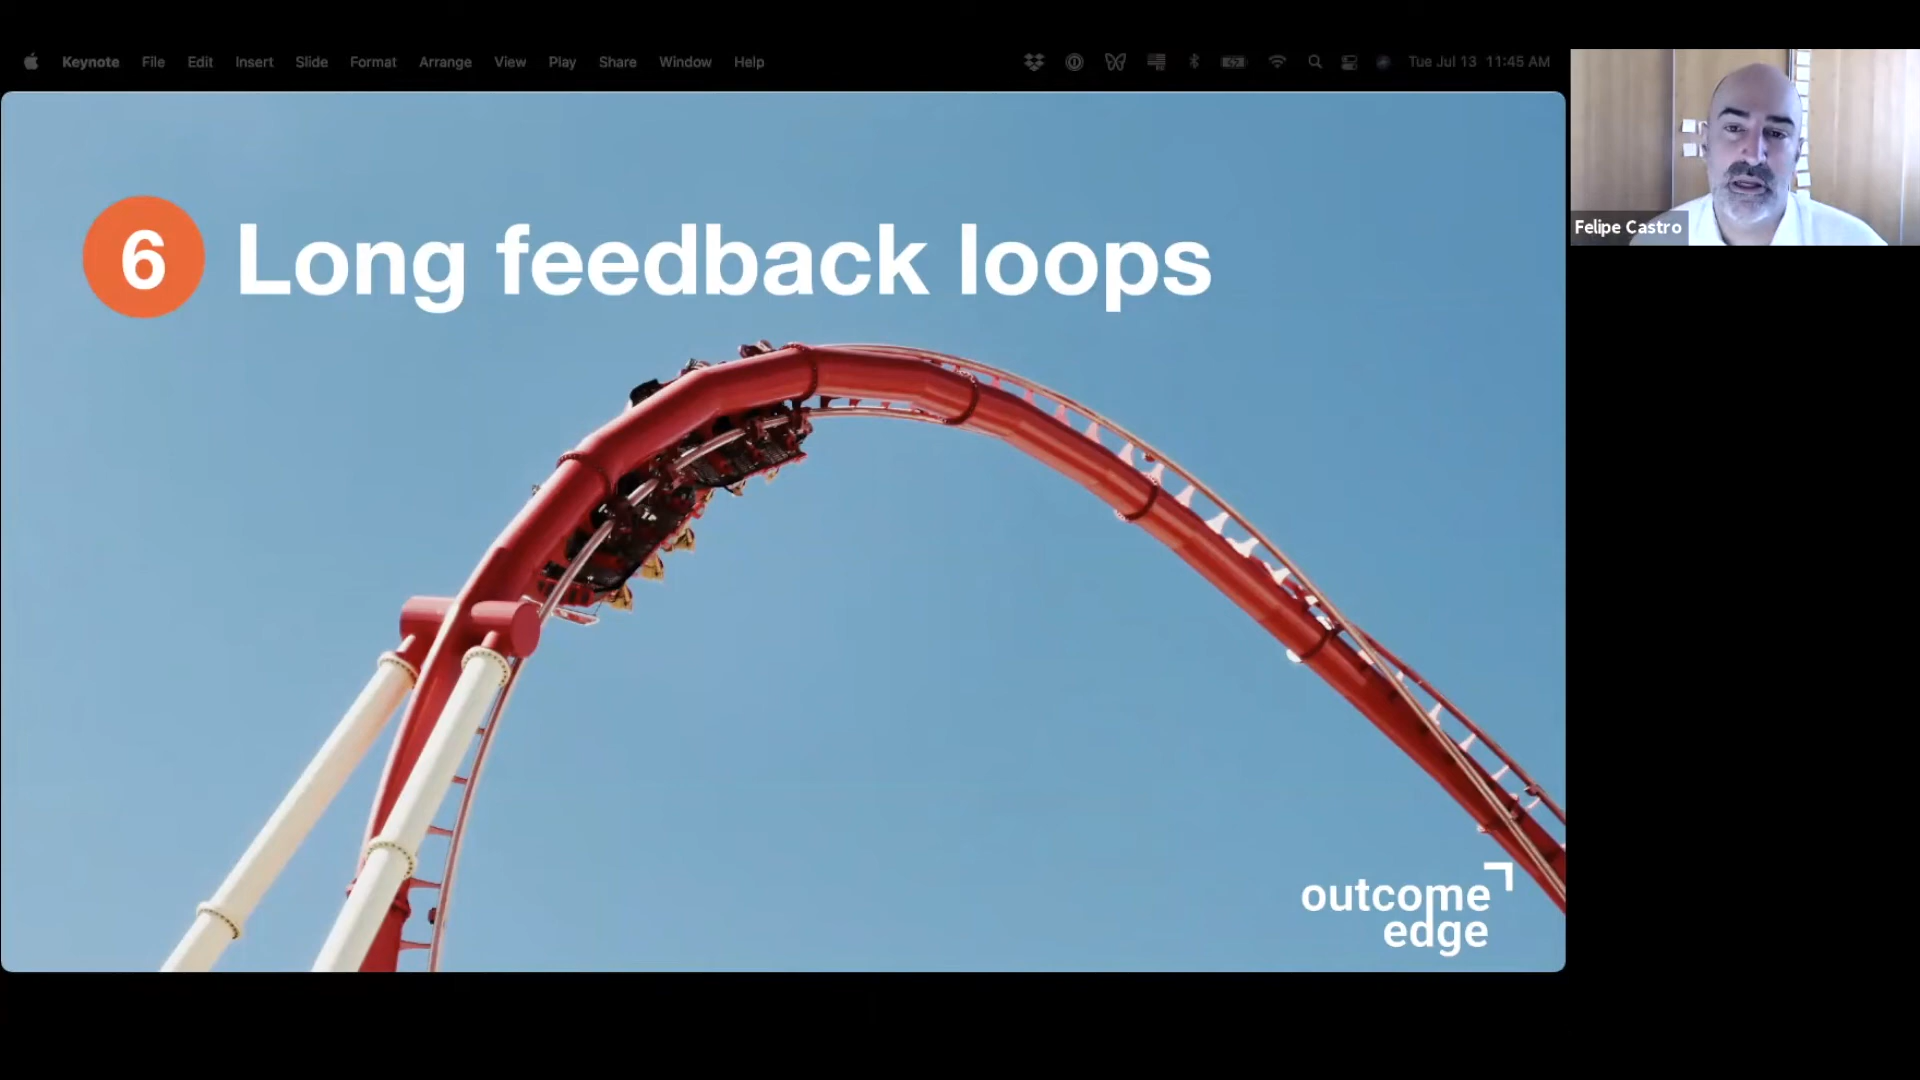 Keynote File Edit Insert Slide Format Arrange View Play Share Window Help Tue Jul 13 11:45 AM
6 Long feedback loops
Felipe Castro
outcome
edge